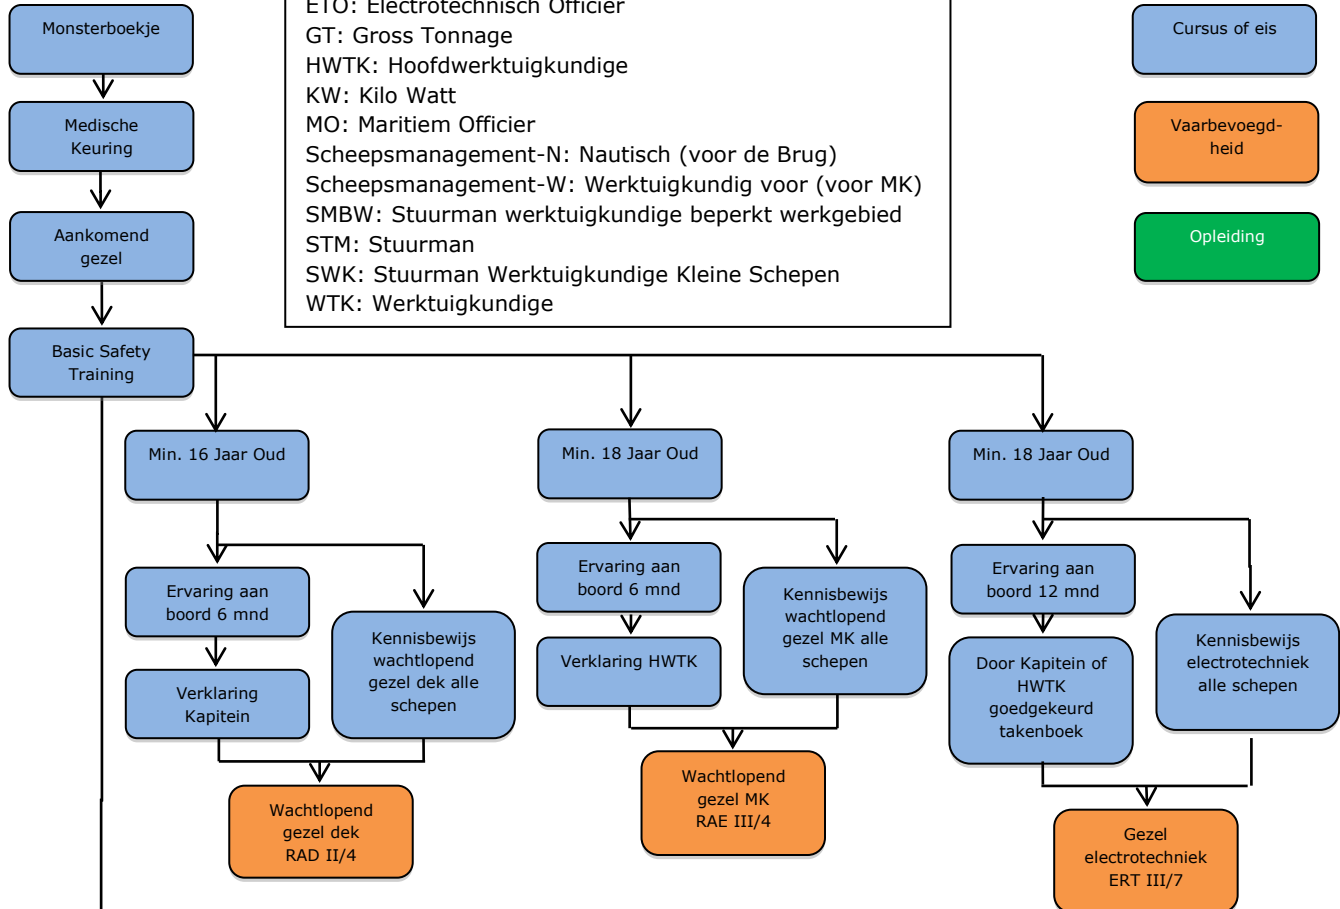 Monsterboekje
Medische
Keuring
Aankomend
gezel
Basic Safety
Training
ETO: Electrotechnisch Officier
GT: Gross Tonnage
HWTK: Hoofdwerktuigkundige
KW: Kilo Watt
MO: Maritiem Officier
Scheepsmanagement-N: Nautisch (voor de Brug)
Scheepsmanagement-W: Werktuigkundig voor (voor MK)
SMBW: Stuurman werktuigkundige beperkt werkgebied
STM: Stuurman
SWK: Stuurman Werktuigkundige Kleine Schepen
WTK: Werktuigkundige
Cursus of eis
Vaarbevoegd-
heid
Opleiding
Min. 16 Jaar Oud
Ervaring aan
boord 6 mnd
Verklaring
Kapitein
Kennisbewijs
wachtlopend
gezel dek alle
schepen
Wachtlopend
gezel dek
RAD II/4
Min. 18 Jaar Oud
Ervaring aan
boord 6 mnd
Verklaring HWTK
Kennisbewijs
wachtlopend
gezel MK alle
schepen
Wachtlopend
gezel MK
RAE III/4
Min. 18 Jaar Oud
Ervaring aan
boord 12 mnd
Door Kapitein of
HWTK
goedgekeurd
takenboek
Kennisbewijs
electrotechniek
alle schepen
Gezel
electrotechniek
ERT III/7